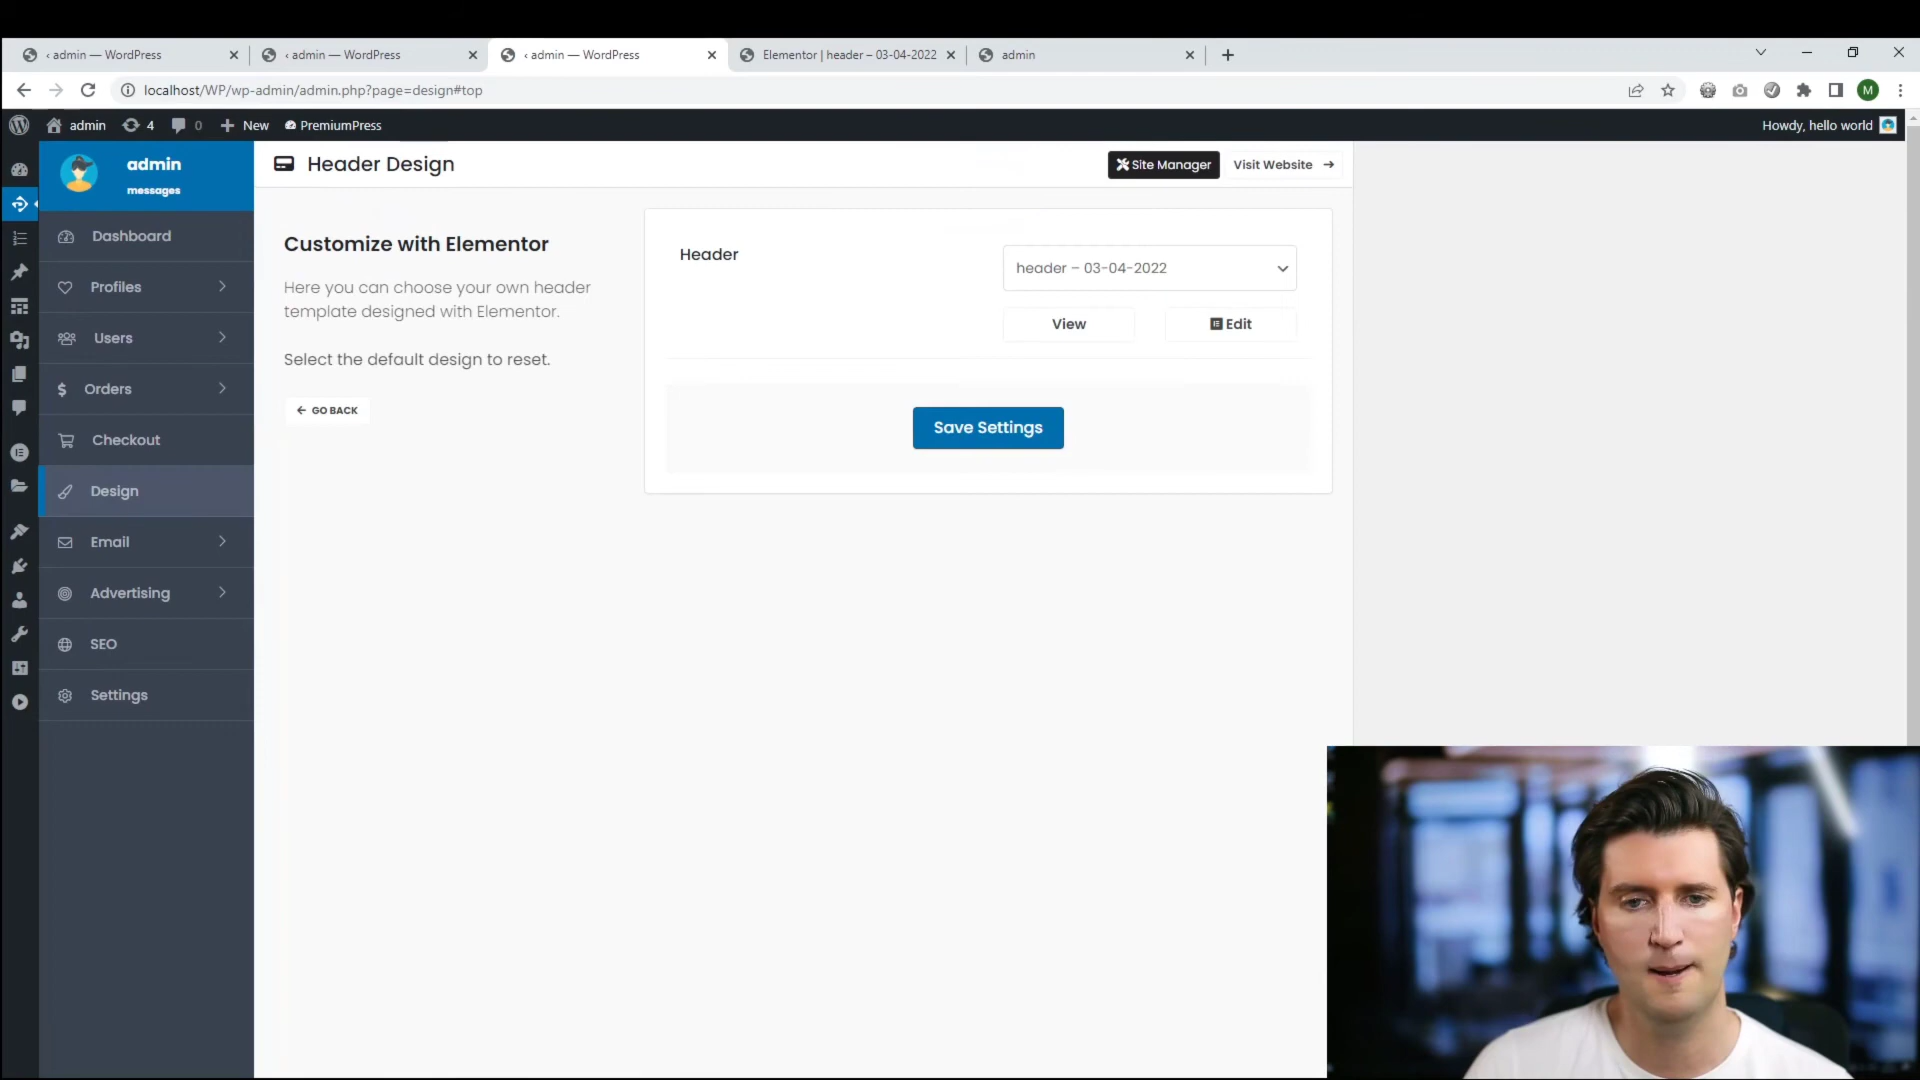 ‹ admin — WordPress
‹ admin — WordPress
‹ admin — WordPress
Elementor | header – 03-04-2022
admin
localhost/WP/wp-admin/admin.php?page=design#top
M
admin
4
0
New
PremiumPress
Howdy, hello world
admin
messages
Header Design
Site Manager
Visit Website
Dashboard
Profiles
Users
Orders
Checkout
Design
Email
Advertising
SEO
Settings
Customize with Elementor
Here you can choose your own header
template designed with Elementor.
Select the default design to reset.
GO BACK
Header
header – 03-04-2022
View
Edit
Save Settings